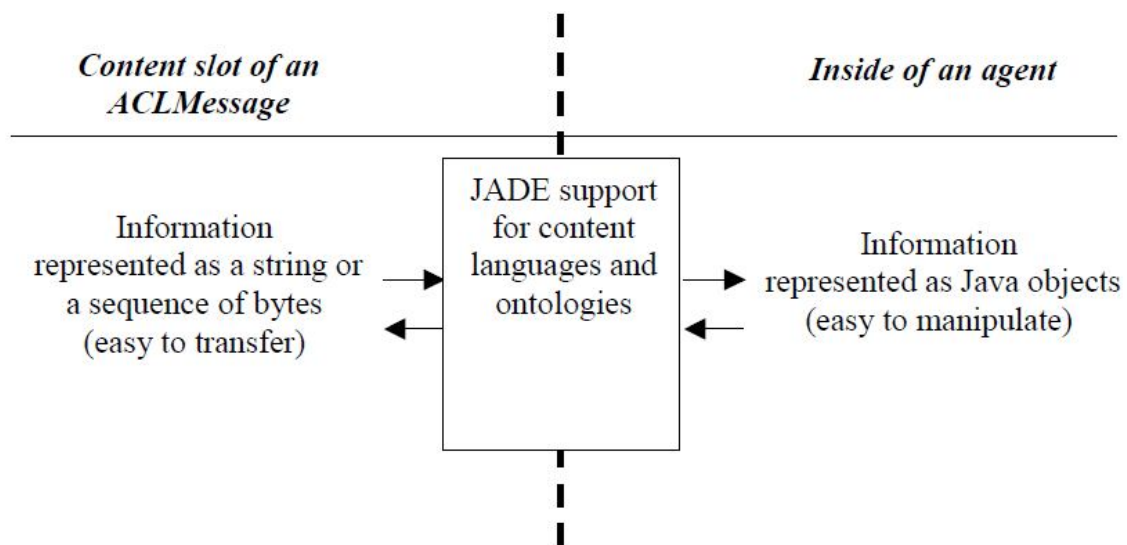 Content slot of an
ACLMessage
Inside of an agent
Information
represented as a string or
a sequence of bytes
(easy to transfer)
JADE support
for content
languages and
ontologies
Information
represented as Java objects
(easy to manipulate)